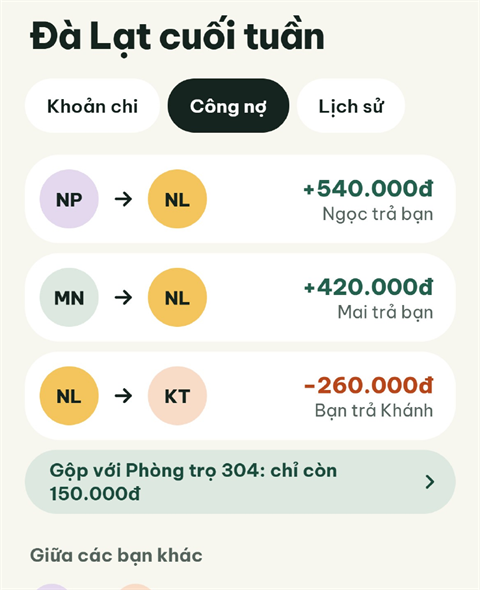 Đà Lạt cuối tuần
Khoản chi Công nợ Lịch sử
NP → NL +540.000đ
Ngọc trả bạn
MN → NL +420.000đ
Mai trả bạn
NL → KT -260.000đ
Bạn trả Khánh
Gộp với Phòng trọ 304: chỉ còn
150.000đ
Giữa các bạn khác